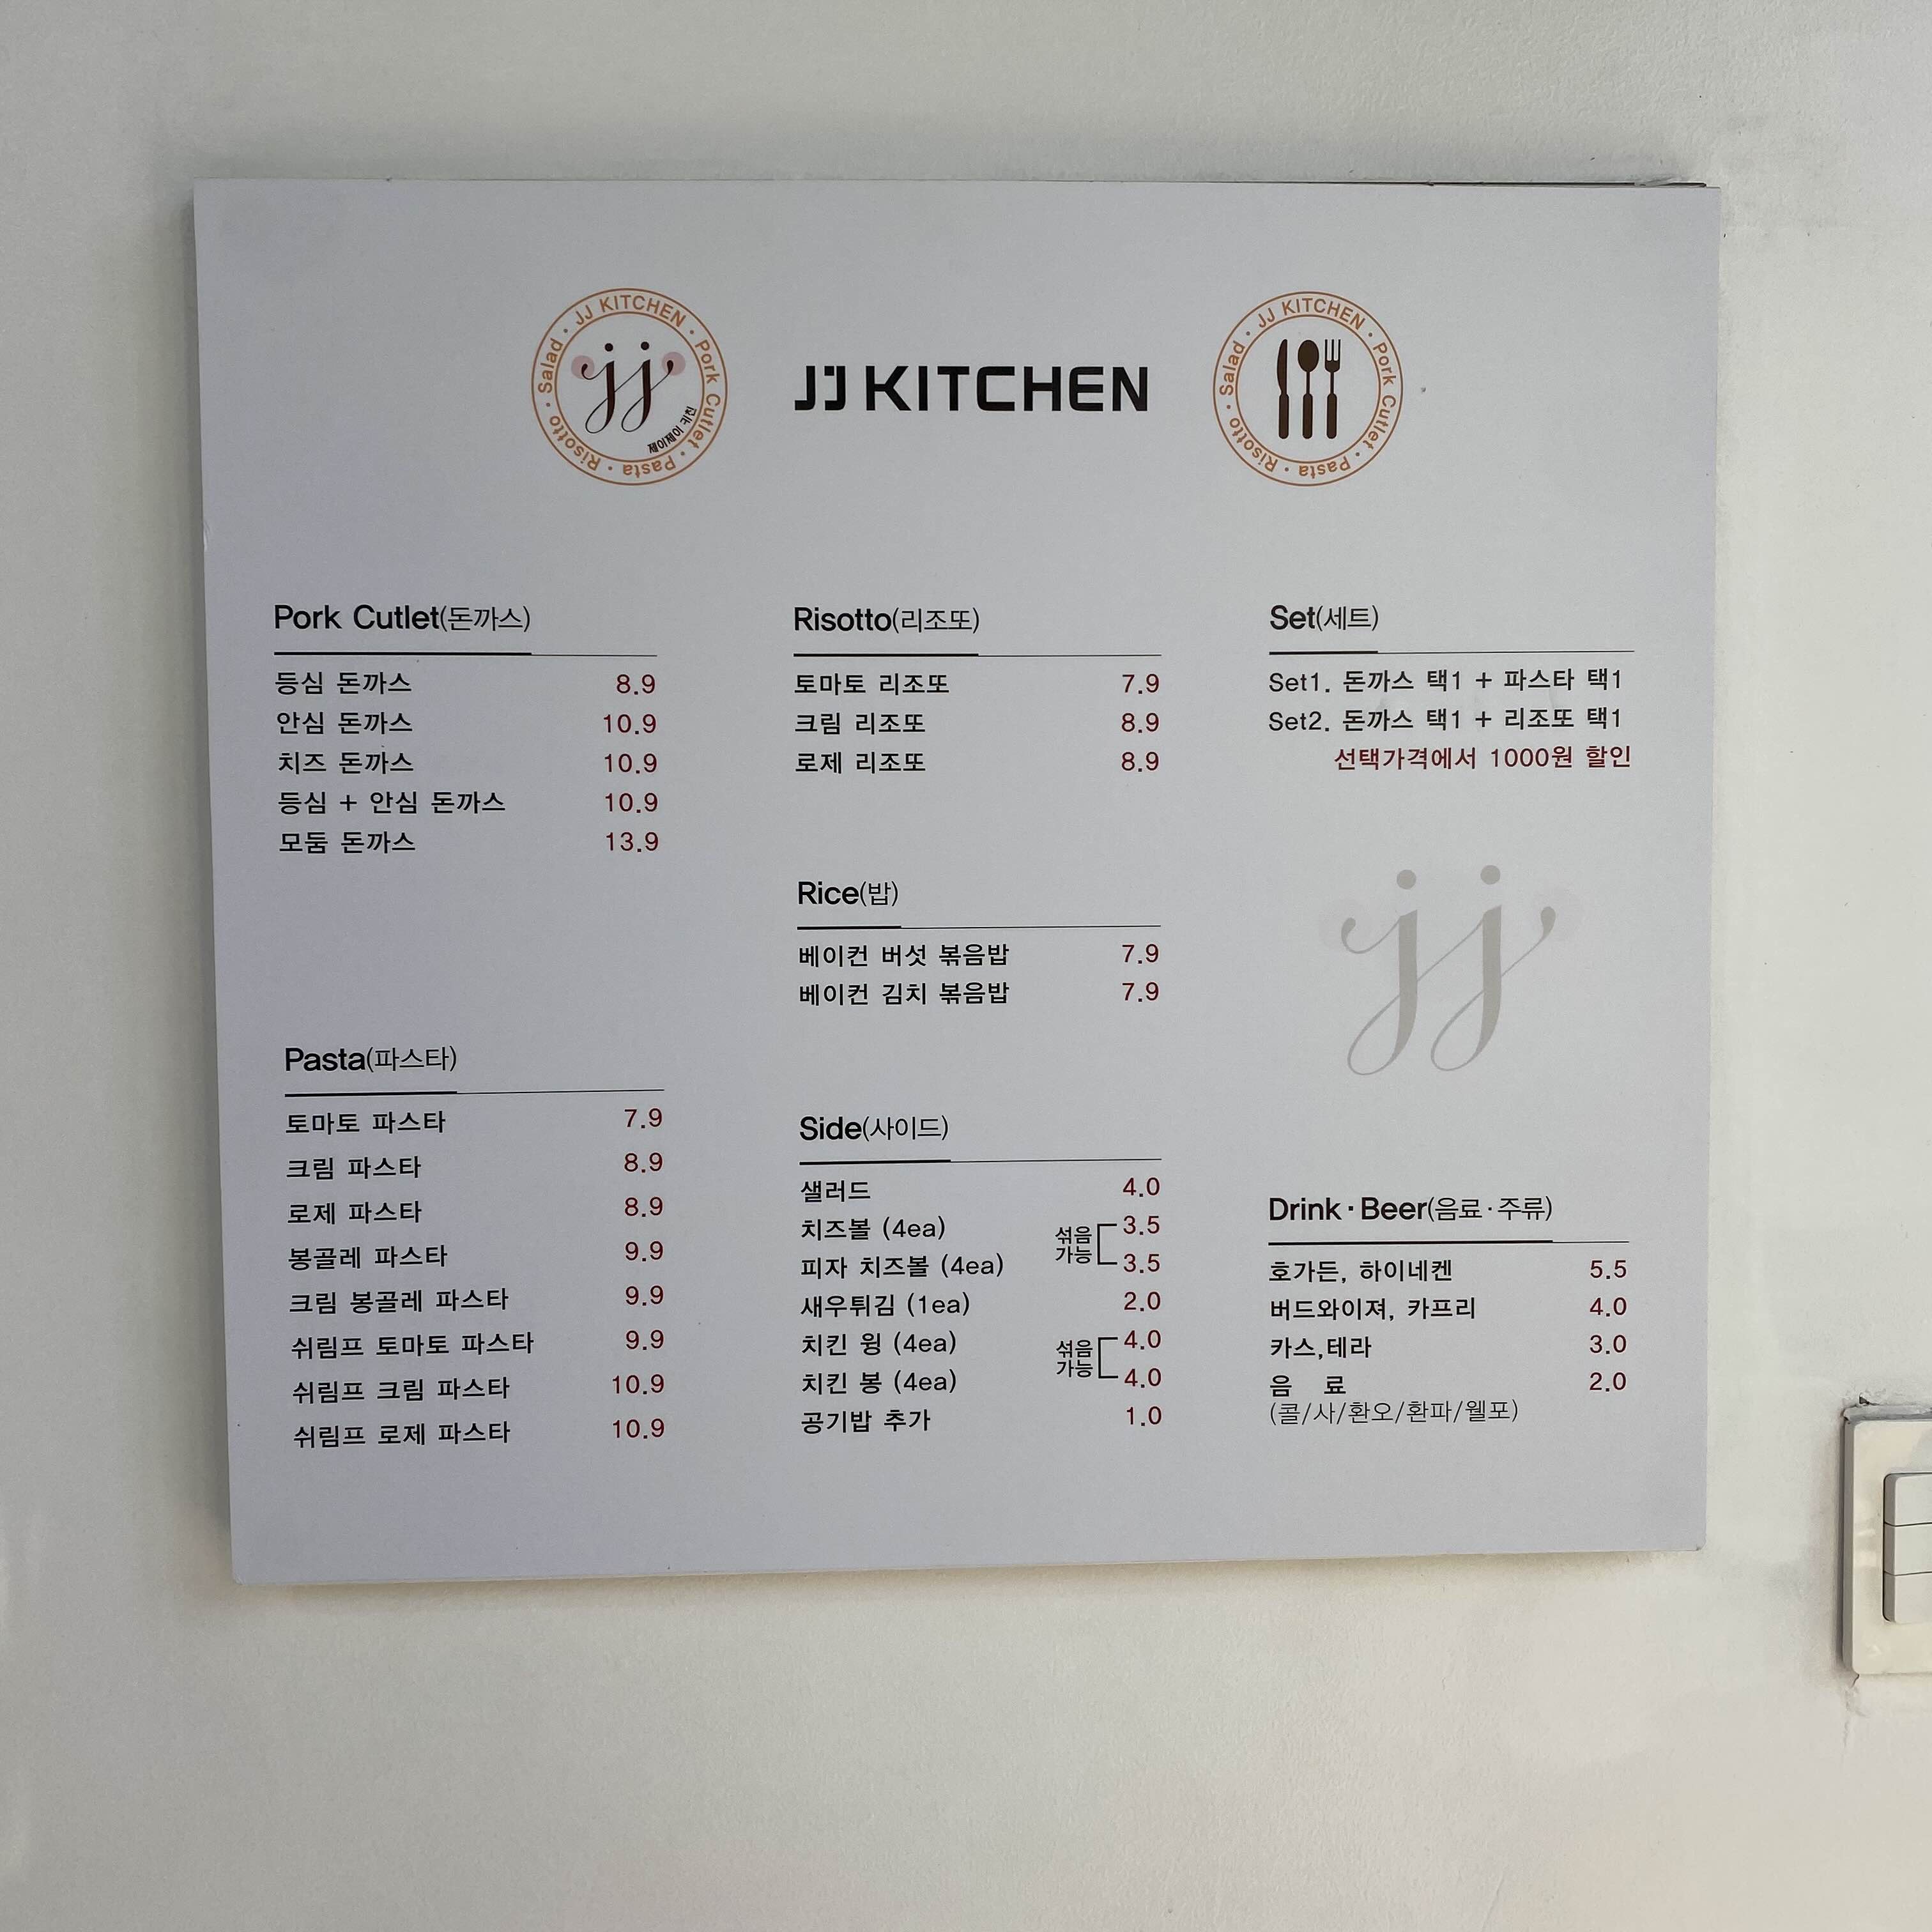 JJ KITCHEN · Pork Cutlet · Pasta · Risotto · Salad ·
jj
제이제이 키친
JJ KITCHEN
JJ KITCHEN · Pork Cutlet · Pasta · Risotto · Salad ·
Pork Cutlet(돈까스)
등심 돈까스 8.9
안심 돈까스 10.9
치즈 돈까스 10.9
등심 + 안심 돈까스 10.9
모둠 돈까스 13.9
Pasta(파스타)
토마토 파스타 7.9
크림 파스타 8.9
로제 파스타 8.9
봉골레 파스타 9.9
크림 봉골레 파스타 9.9
쉬림프 토마토 파스타 9.9
쉬림프 크림 파스타 10.9
쉬림프 로제 파스타 10.9
Risotto(리조또)
토마토 리조또 7.9
크림 리조또 8.9
로제 리조또 8.9
Rice(밥)
베이컨 버섯 볶음밥 7.9
베이컨 김치 볶음밥 7.9
Side(사이드)
샐러드 4.0
치즈볼 (4ea) 3.5
섞음
가능
피자 치즈볼 (4ea) 3.5
새우튀김 (1ea) 2.0
치킨 윙 (4ea) 4.0
섞음
가능
치킨 봉 (4ea) 4.0
공기밥 추가 1.0
Set(세트)
Set1. 돈까스 택1 + 파스타 택1
Set2. 돈까스 택1 + 리조또 택1
선택가격에서 1000원 할인
jj
Drink·Beer(음료·주류)
호가든, 하이네켄 5.5
버드와이져, 카프리 4.0
카스,테라 3.0
음 료 2.0
(콜/사/환오/환파/웰포)